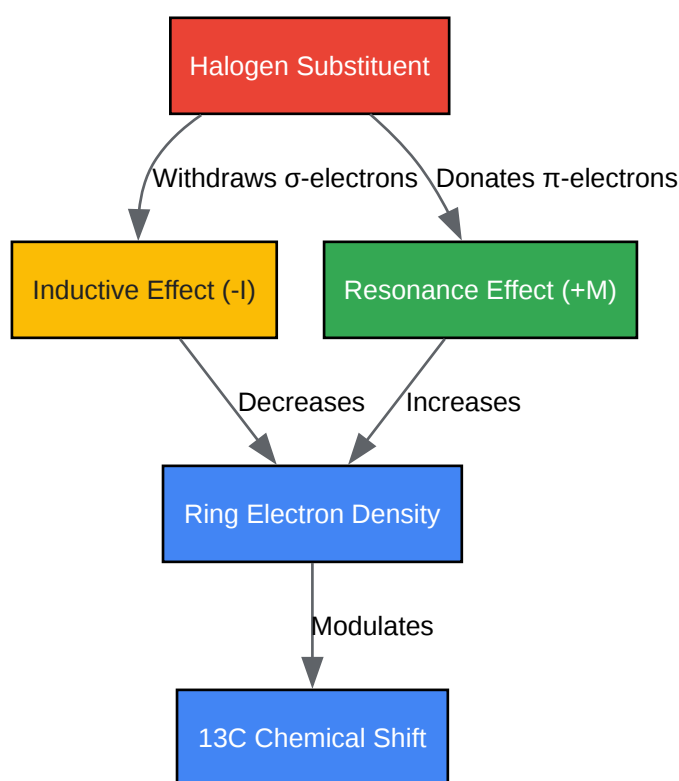 Halogen Substituent
Withdraws σ-electrons
Donates π-electrons
Inductive Effect (-I)
Resonance Effect (+M)
Decreases
Increases
Ring Electron Density
Modulates
13C Chemical Shift